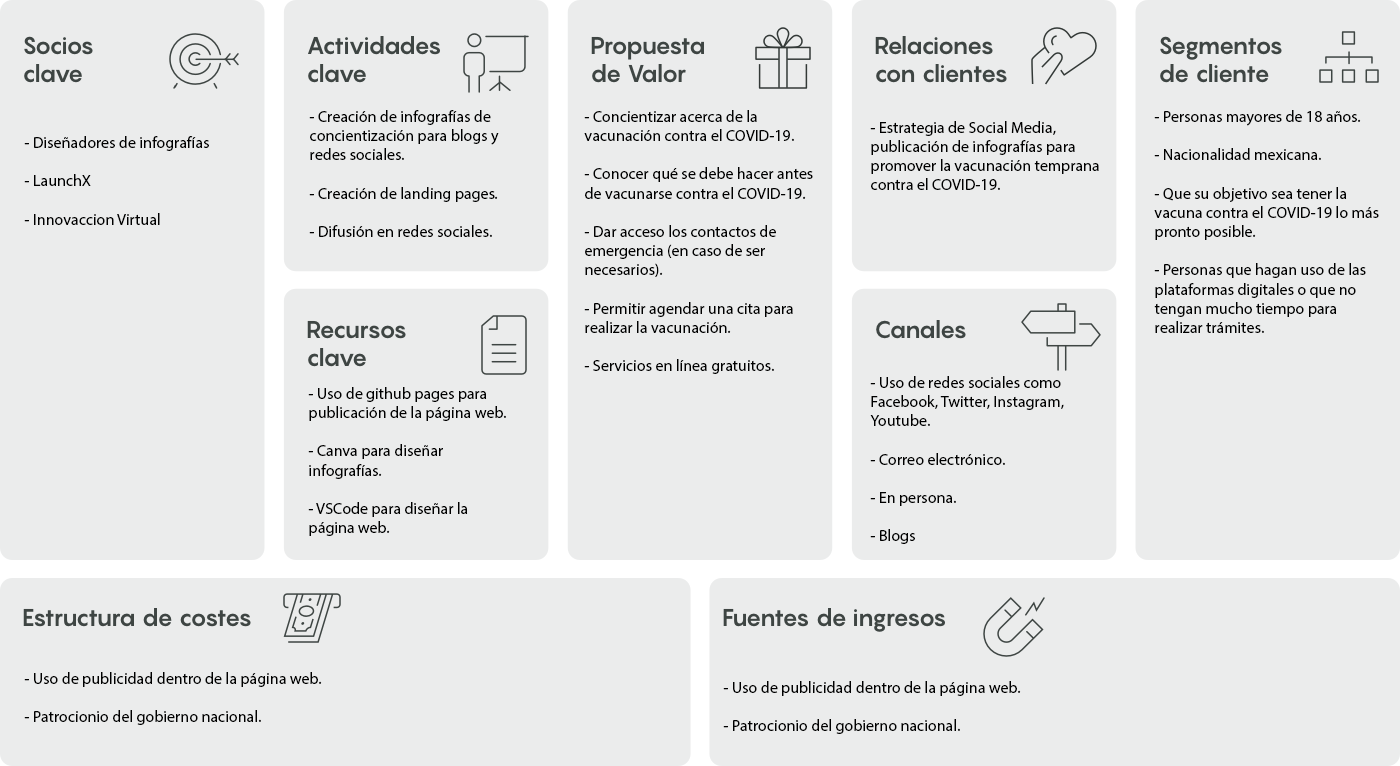 Socios
clave
- Diseñadores de infografías
- LaunchX
- Innovaccion Virtual
Actividades
clave
- Creación de infografías de
concientización para blogs y
redes sociales.
- Creación de landing pages.
- Difusión en redes sociales.
Recursos
clave
- Uso de github pages para
publicación de la página web.
- Canva para diseñar
infografías.
- VSCode para diseñar la
página web.
Propuesta
de Valor
- Concientizar acerca de la
vacunación contra el COVID-19.
- Conocer qué se debe hacer antes
de vacunarse contra el COVID-19.
- Dar acceso los contactos de
emergencia (en caso de ser
necesarios).
- Permitir agendar una cita para
realizar la vacunación.
- Servicios en línea gratuitos.
Relaciones
con clientes
- Estrategia de Social Media,
publicación de infografías para
promover la vacunación temprana
contra el COVID-19.
Canales
- Uso de redes sociales como
Facebook, Twitter, Instagram,
Youtube.
- Correo electrónico.
- En persona.
- Blogs
Segmentos
de cliente
- Personas mayores de 18 años.
- Nacionalidad mexicana.
- Que su objetivo sea tener la
vacuna contra el COVID-19 lo más
pronto posible.
- Personas que hagan uso de las
plataformas digitales o que no
tengan mucho tiempo para
realizar trámites.
Estructura de costes
- Uso de publicidad dentro de la página web.
- Patrocionio del gobierno nacional.
Fuentes de ingresos
- Uso de publicidad dentro de la página web.
- Patrocionio del gobierno nacional.